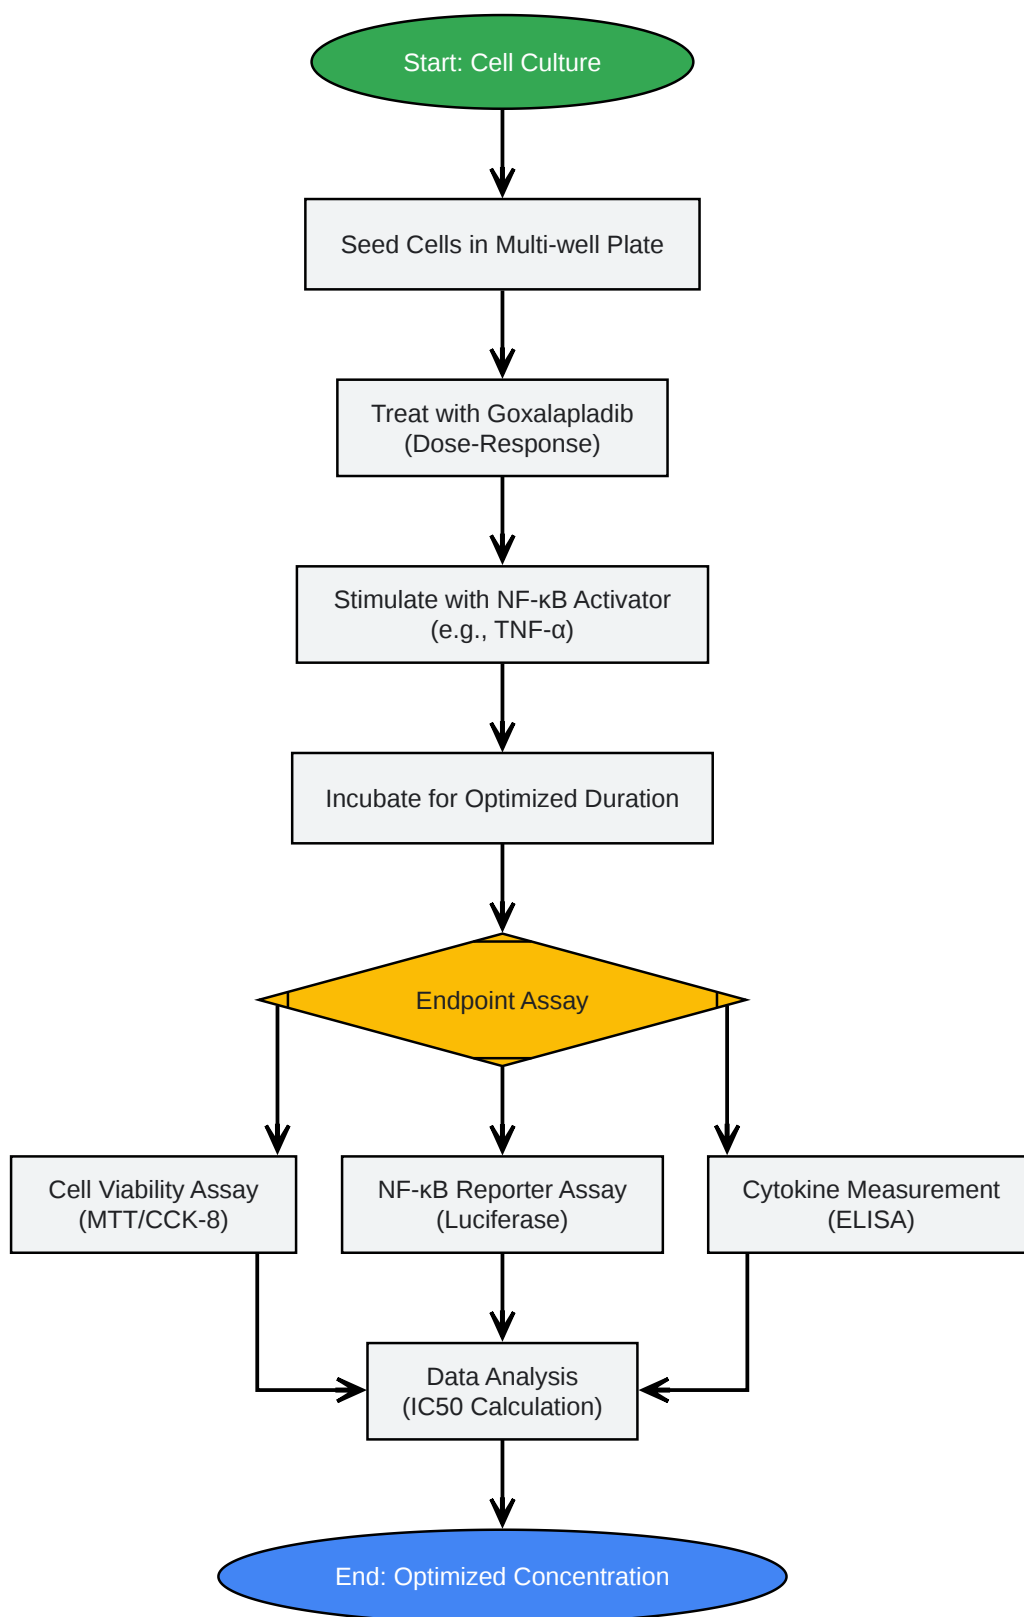 Start: Cell Culture
Seed Cells in Multi-well Plate
Treat with Goxalapladib
(Dose-Response)
Stimulate with NF-κB Activator
(e.g., TNF-α)
Incubate for Optimized Duration
Endpoint Assay
Cell Viability Assay
(MTT/CCK-8)
NF-κB Reporter Assay
(Luciferase)
Cytokine Measurement
(ELISA)
Data Analysis
(IC50 Calculation)
End: Optimized Concentration